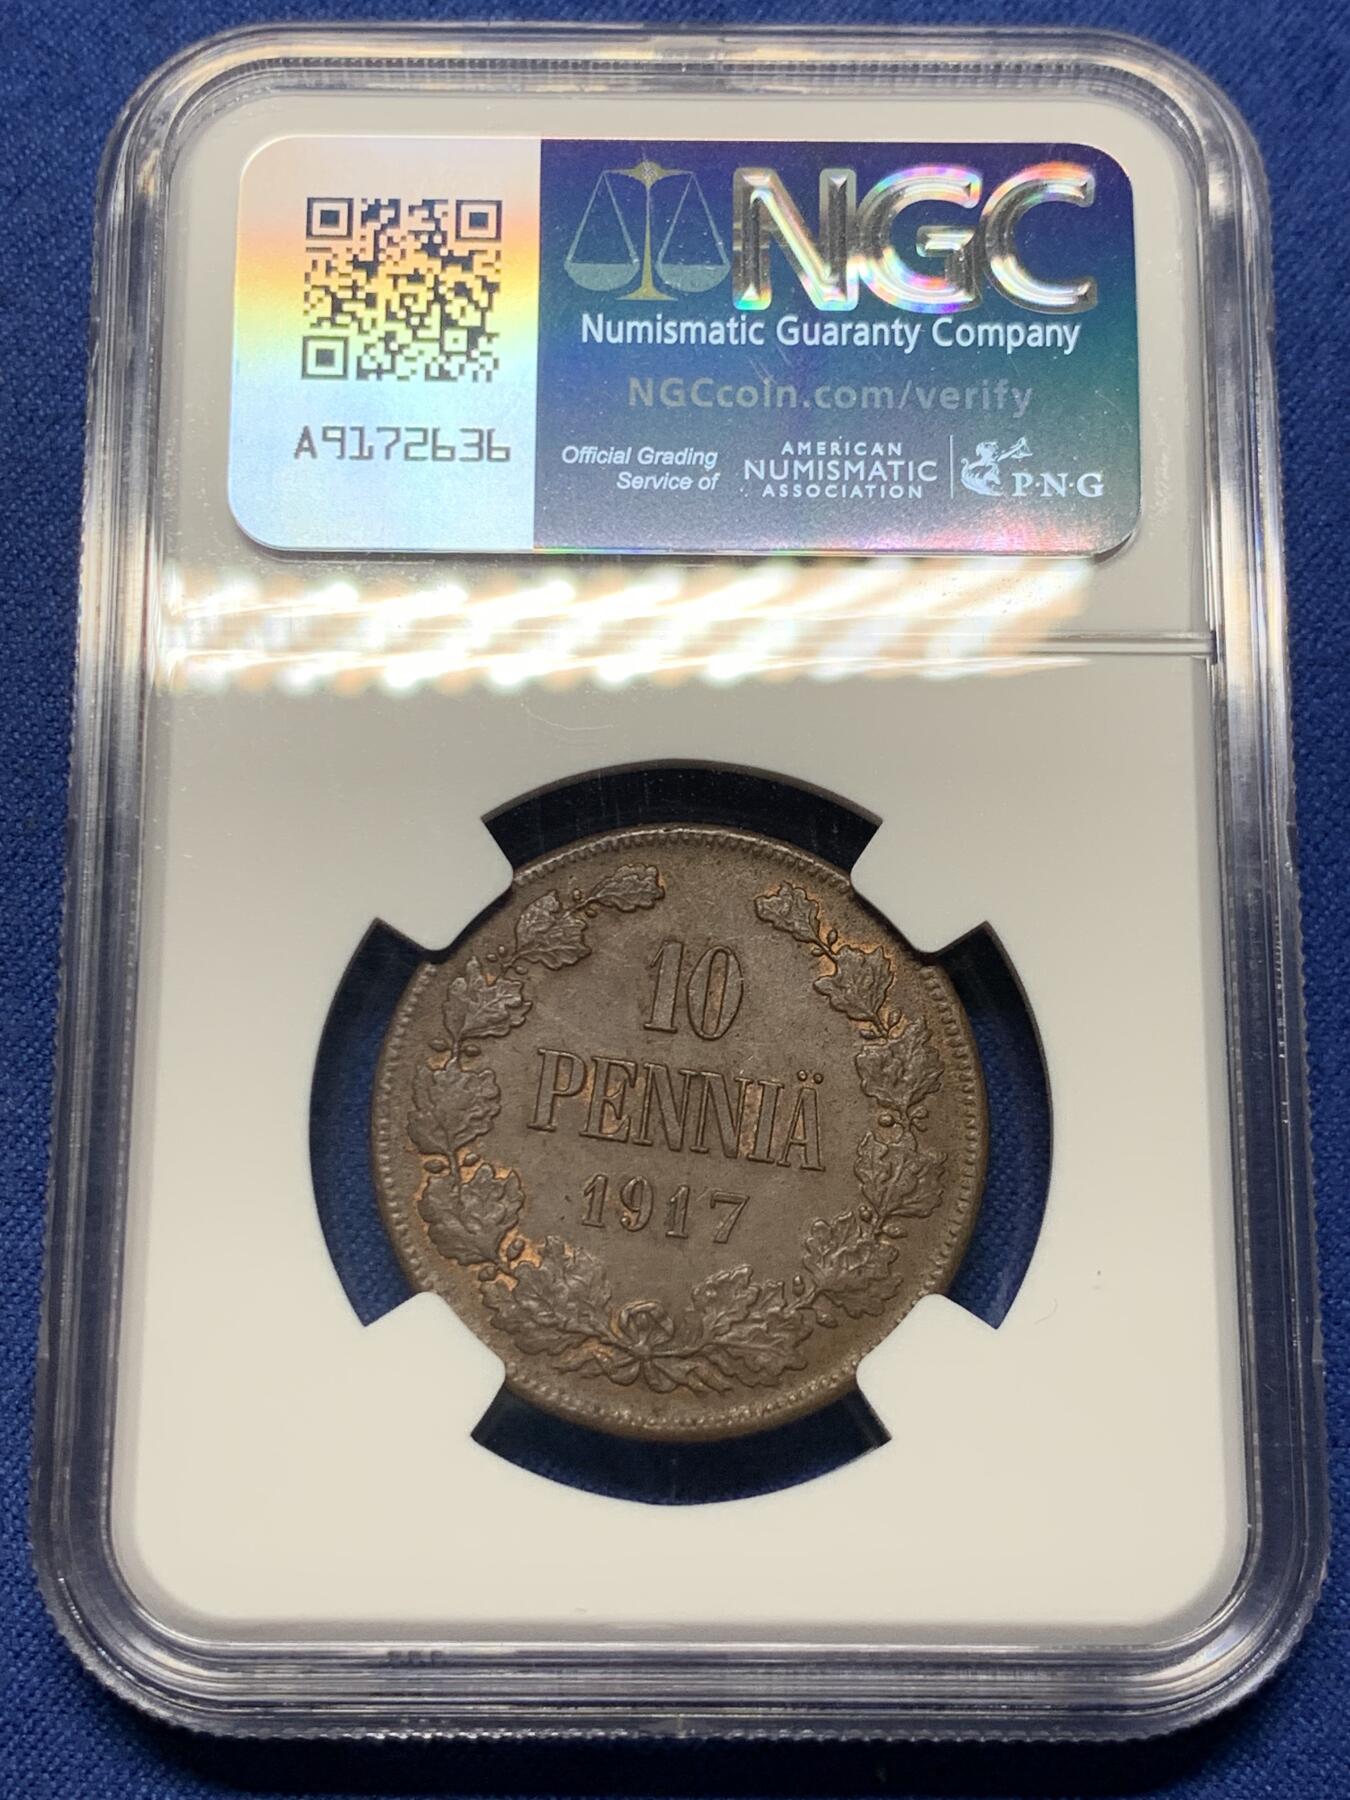 NGC
Numismatic Guaranty Company
NGCcoin.com/verify
A9172636
Official Grading
Service of
AMERICAN
NUMISMATIC
ASSOCIATION
P·N·G
10
PENNIÄ
1917